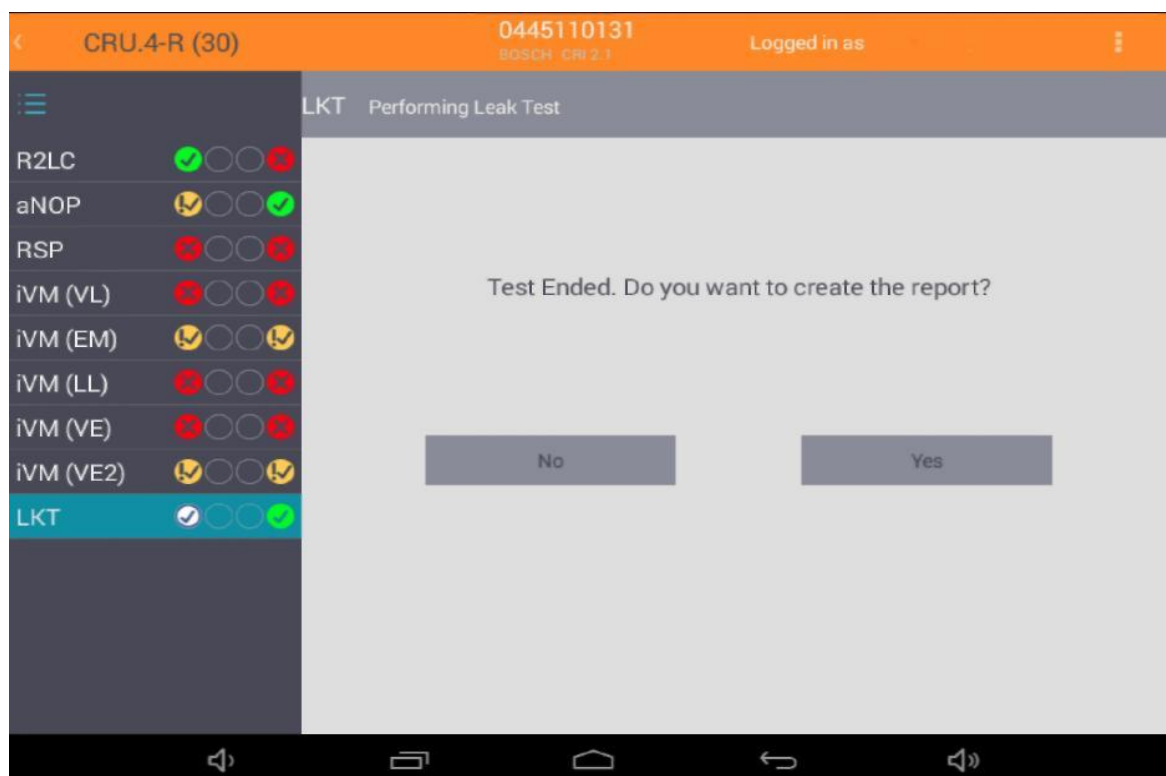 CRU.4-R (30)
0445110131
BOSCH CRI 2.1
Logged in as
LKT Performing Leak Test
R2LC
aNOP
RSP
iVM (VL)
iVM (EM)
iVM (LL)
iVM (VE)
iVM (VE2)
LKT
Test Ended. Do you want to create the report?
No
Yes